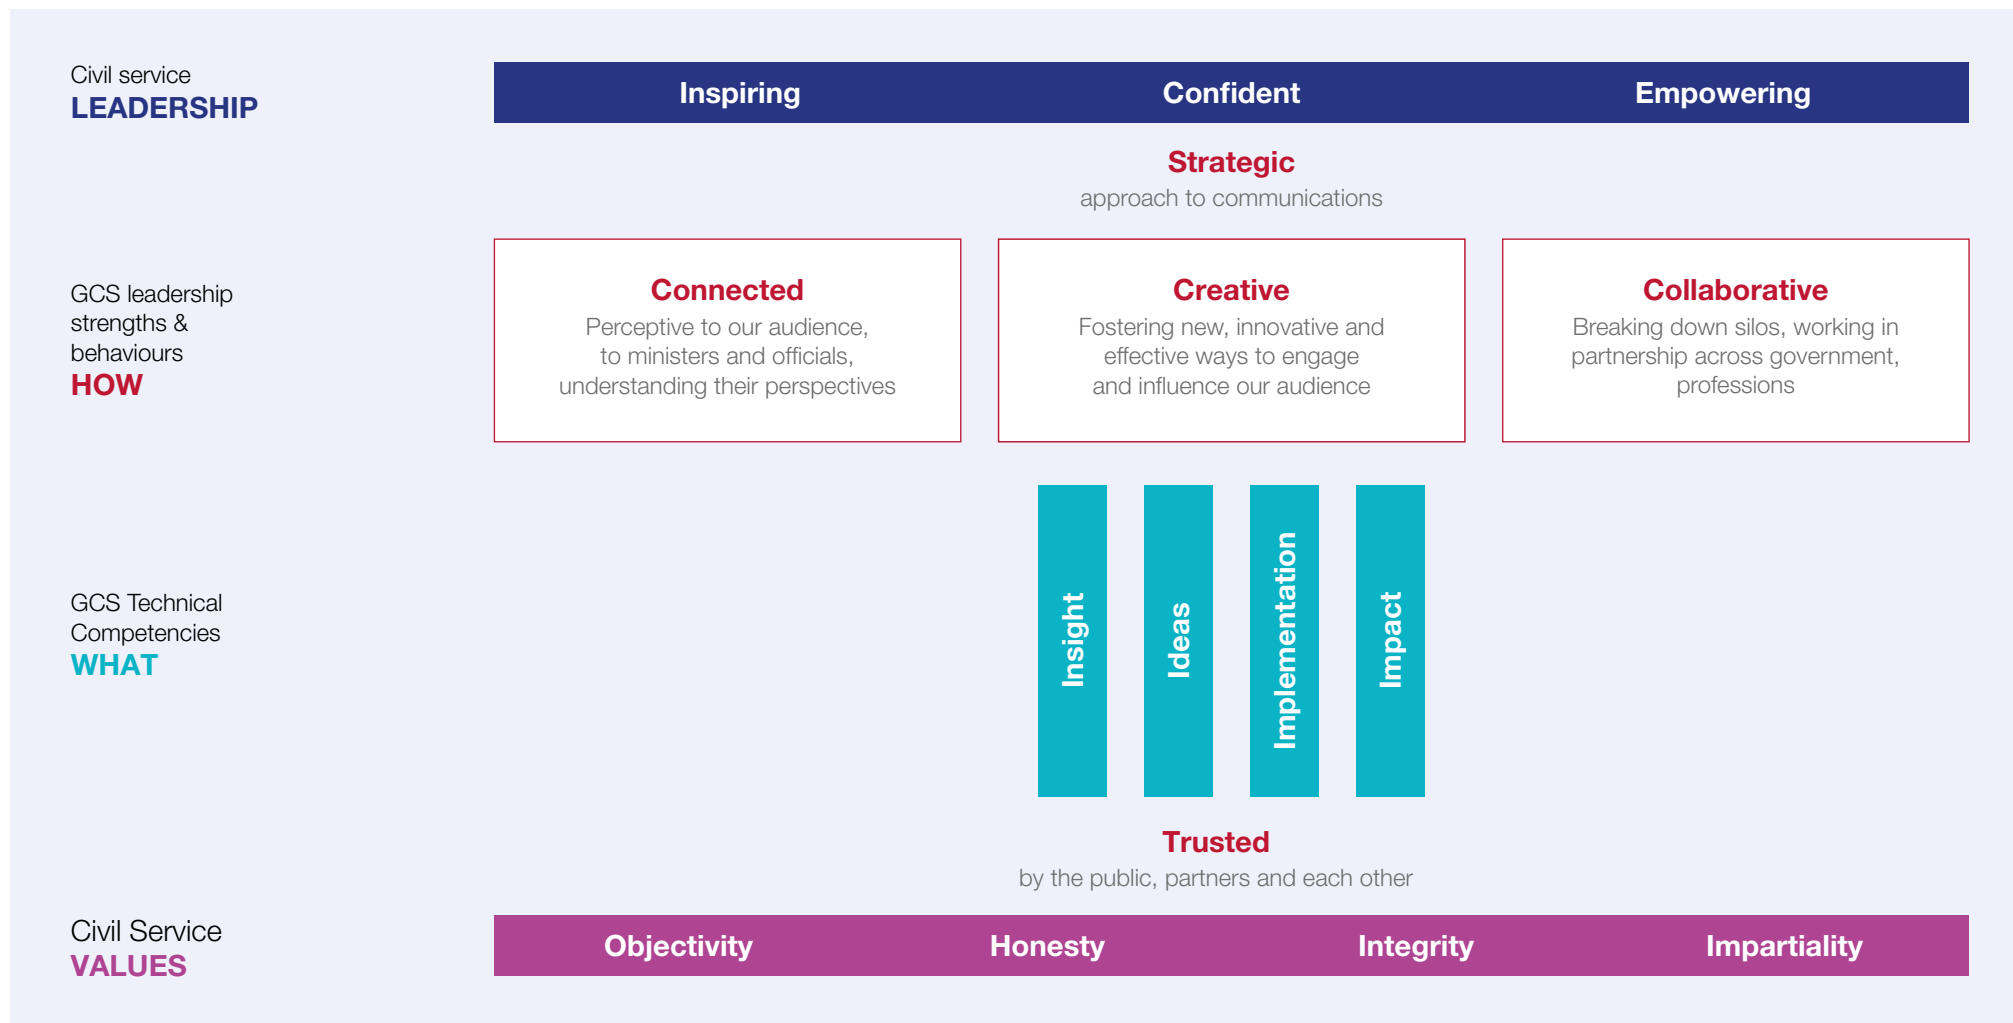 Civil service
LEADERSHIP
Inspiring
Confident
Empowering
Strategic
approach to communications
GCS leadership
strengths &
behaviours
HOW
Connected
Perceptive to our audience,
to ministers and officials,
understanding their perspectives
Creative
Fostering new, innovative and
effective ways to engage
and influence our audience
Collaborative
Breaking down silos, working in
partnership across government,
professions
GCS Technical
Competencies
WHAT
Insight
Ideas
Implementation
Impact
Trusted
by the public, partners and each other
Civil Service
VALUES
Objectivity
Honesty
Integrity
Impartiality